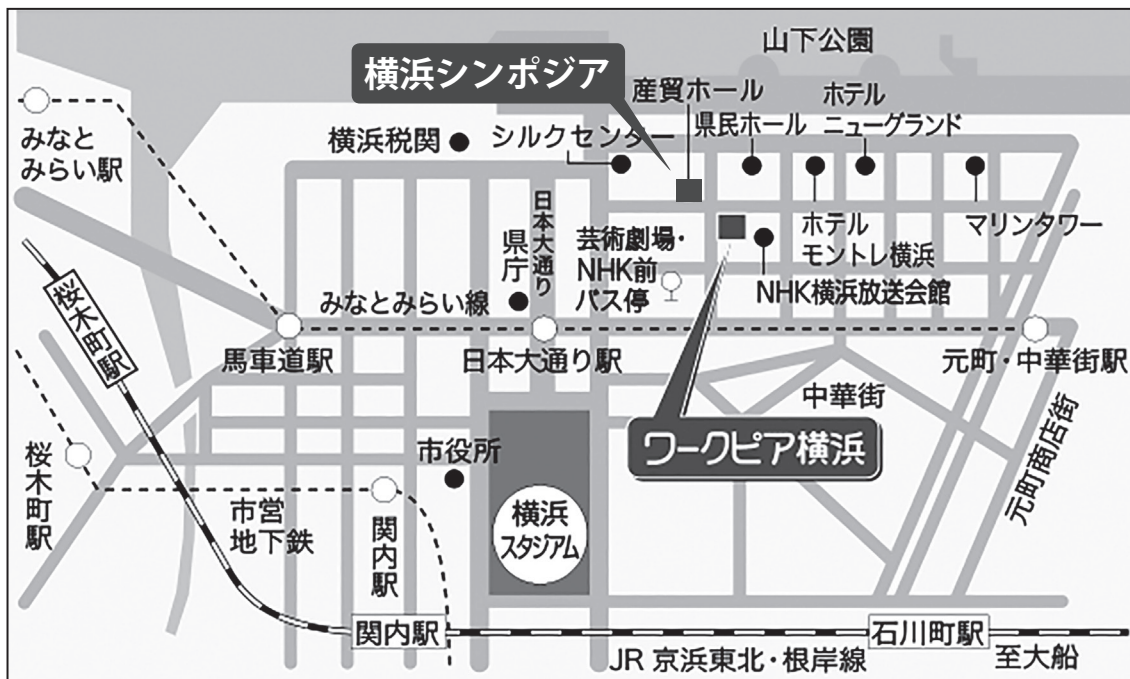 山下公園
横浜シンポジア
産貿ホール
ホテル
ニューグランド
県民ホール
みなと
みらい駅
横浜税関
シルクセンター
マリンタワー
ホテル
モントレ横浜
日本大通り
県庁
芸術劇場・
NHK前
バス停
NHK横浜放送会館
桜木町駅
みなとみらい線
馬車道駅
日本大通り駅
元町・中華街駅
中華街
ワークピア横浜
元町商店街
桜木町駅
市役所
市営
地下鉄
関内駅
横浜
スタジアム
関内駅
石川町駅
JR 京浜東北・根岸線
至大船